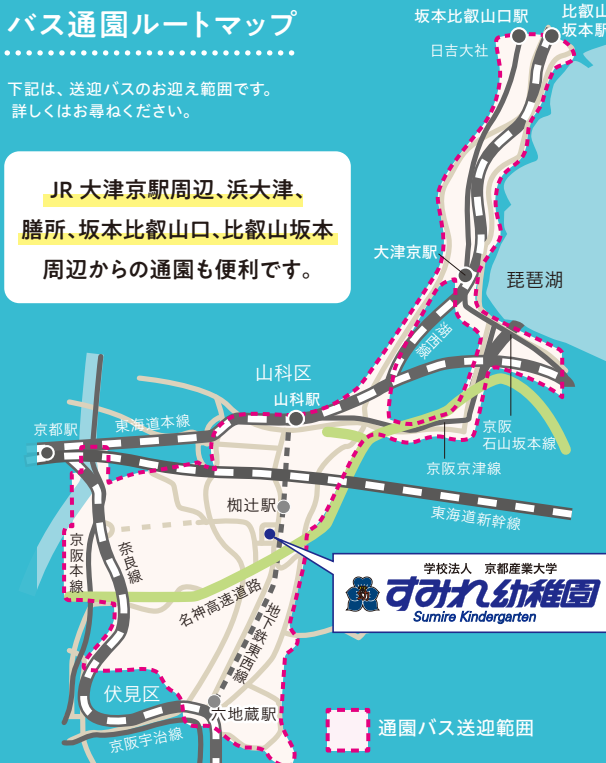 バス通園ルートマップ
下記は、送迎バスのお迎え範囲です。
詳しくはお尋ねください。
JR 大津京駅周辺、浜大津、
膳所、坂本比叡山口、比叡山坂本
周辺からの通園も便利です。
坂本比叡山口駅
比叡山
坂本駅
日吉大社
大津京駅
琵琶湖
湖西線
山科区
山科駅
京都駅
東海道本線
京阪
石山坂本線
京阪京津線
東海道新幹線
椥辻駅
京阪本線
奈良線
名神高速道路
地下鉄東西線
学校法人 京都産業大学
すみれ幼稚園
Sumire Kindergarten
伏見区
六地蔵駅
京阪宇治線
通園バス送迎範囲